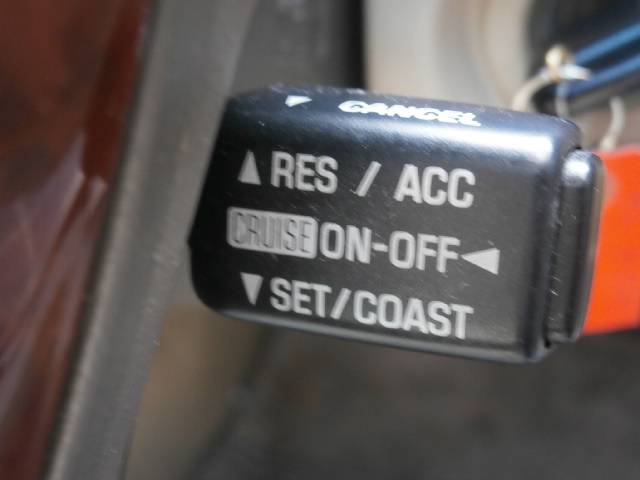 CANCEL
▲ RES / ACC
CRUISE ON-OFF ◀
▼ SET/COAST